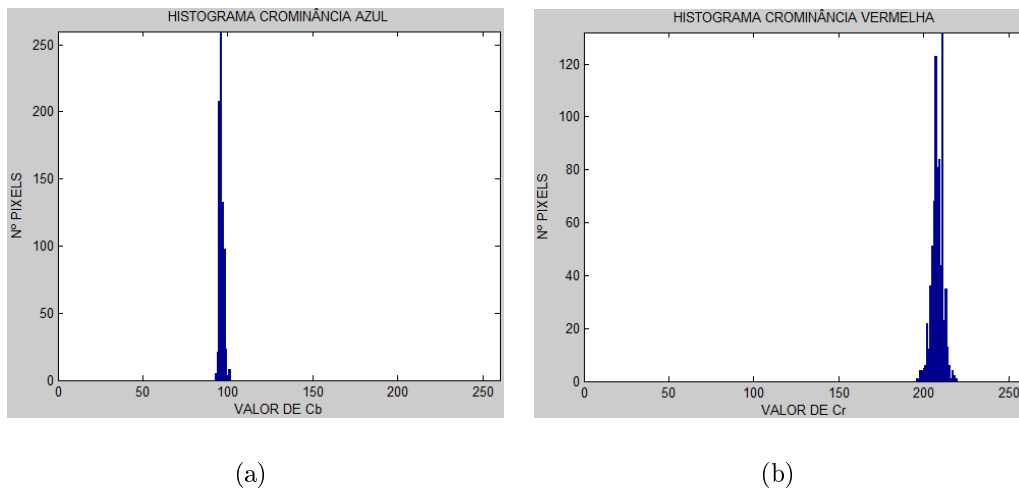 HISTOGRAMA CROMINÂNCIA AZUL
250
200
150
100
50
0
Nº PIXELS
0 50 100 150 200 250
VALOR DE Cb
(a)
HISTOGRAMA CROMINÂNCIA VERMELHA
120
100
80
60
40
20
0
Nº PIXELS
0 50 100 150 200 250
VALOR DE Cr
(b)